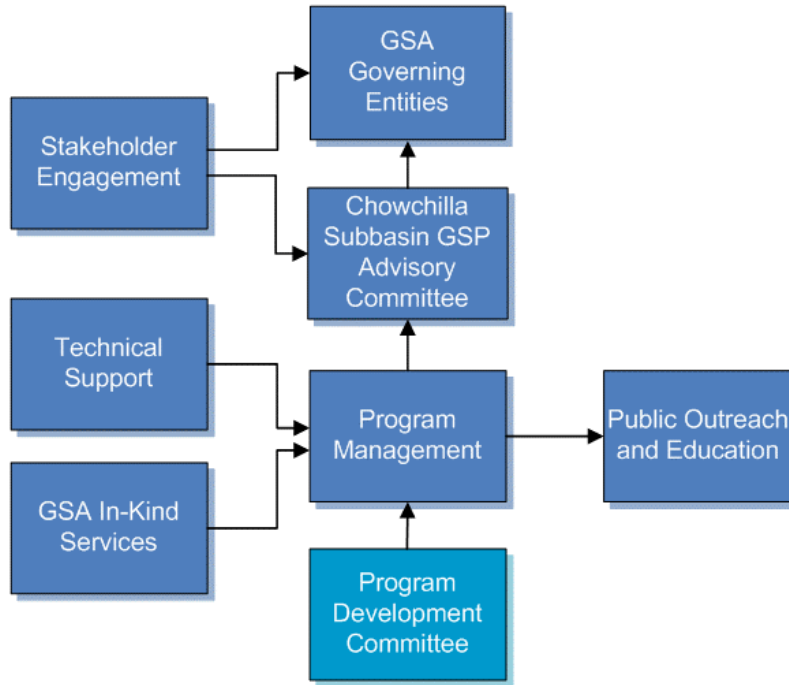 GSA
Governing
Entities
Stakeholder
Engagement
Chowchilla
Subbasin GSP
Advisory
Committee
Technical
Support
Program
Management
Public Outreach
and Education
GSA In-Kind
Services
Program
Development
Committee